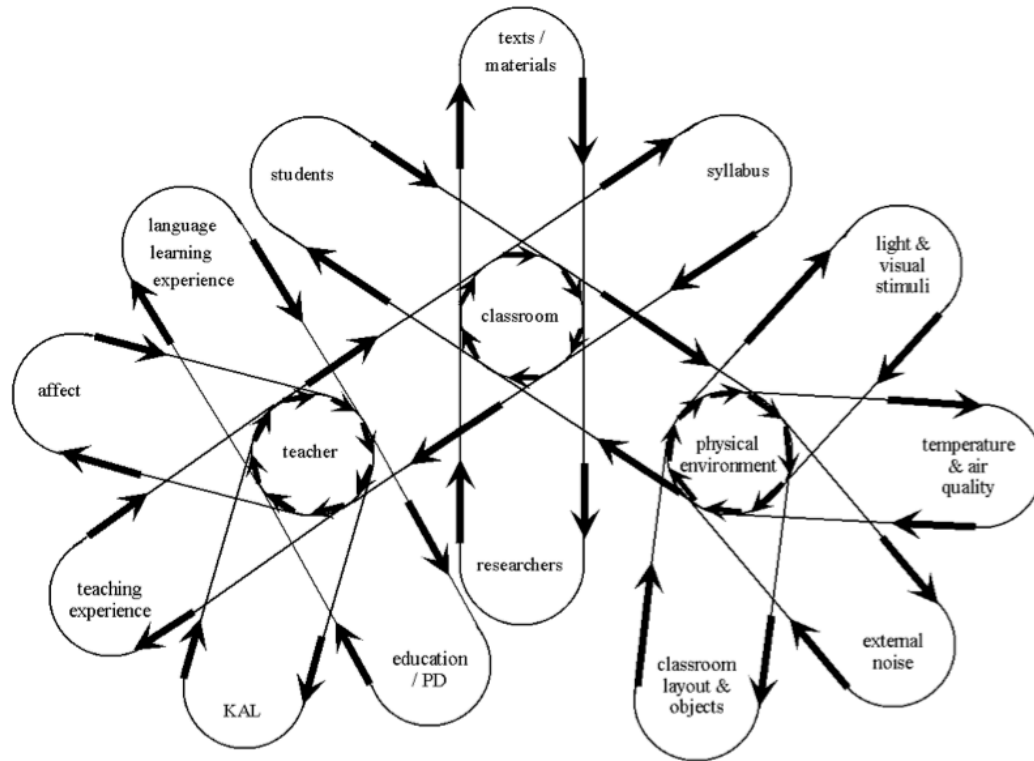 texts /
materials
students
syllabus
language
learning
experience
light &
visual
stimuli
classroom
affect
teacher
physical
environment
temperature
& air
quality
teaching
experience
researchers
education
/ PD
KAL
classroom
layout &
objects
external
noise